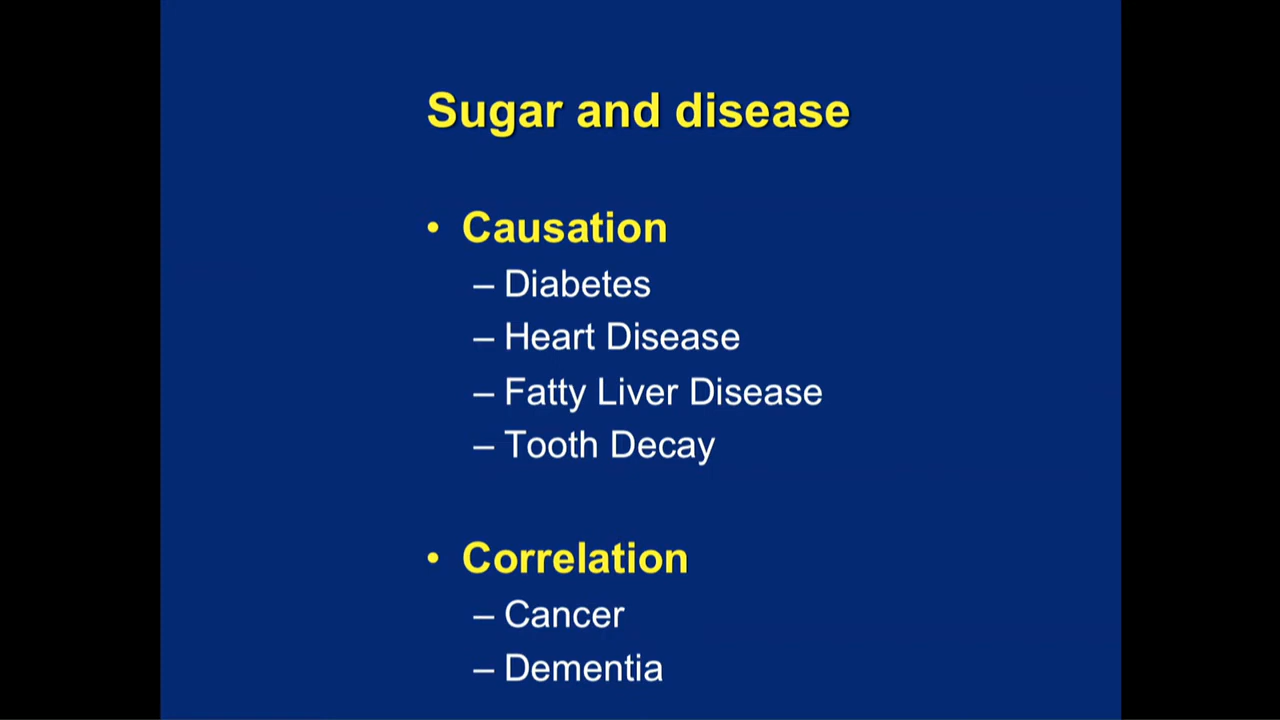 Sugar and disease
• Causation
– Diabetes
– Heart Disease
– Fatty Liver Disease
– Tooth Decay
• Correlation
– Cancer
– Dementia